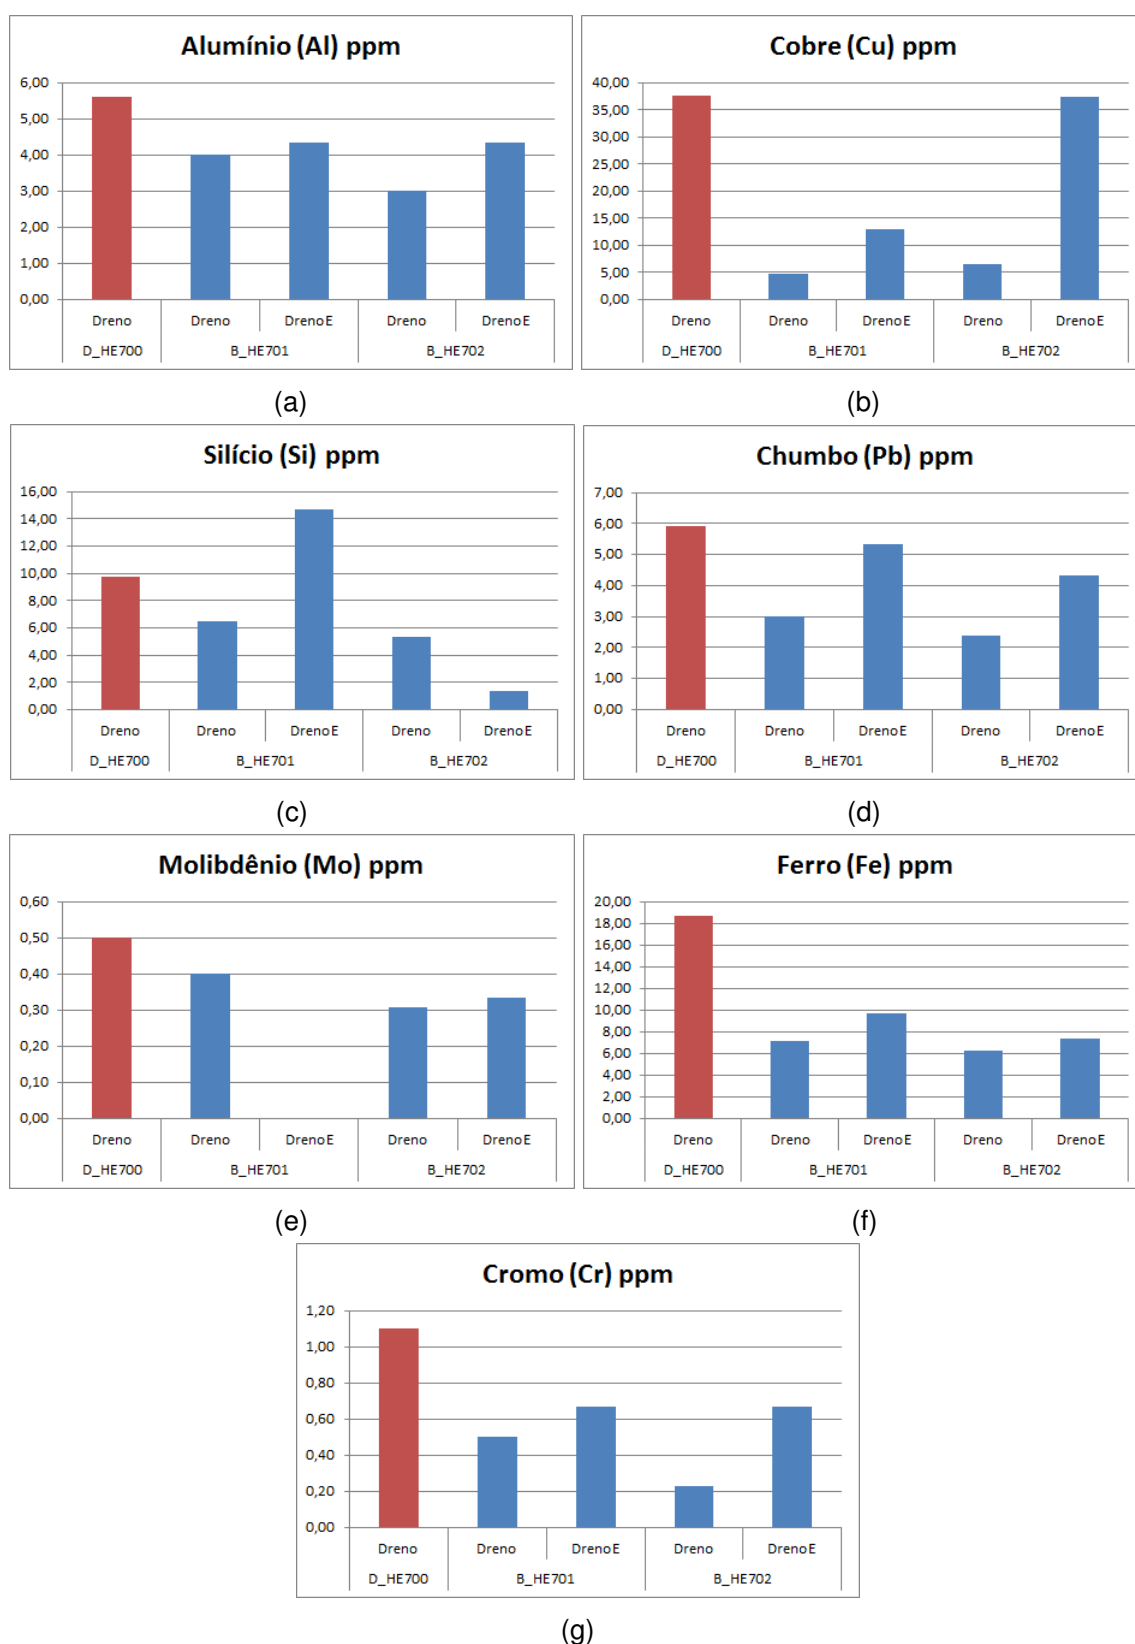 Alumínio (Al) ppm
6,00
5,00
4,00
3,00
2,00
1,00
0,00
Dreno Dreno DrenoE Dreno DrenoE
D_HE700 B_HE701 B_HE702
(a)
Cobre (Cu) ppm
40,00
35,00
30,00
25,00
20,00
15,00
10,00
5,00
0,00
Dreno Dreno DrenoE Dreno DrenoE
D_HE700 B_HE701 B_HE702
(b)
Silício (Si) ppm
16,00
14,00
12,00
10,00
8,00
6,00
4,00
2,00
0,00
Dreno Dreno DrenoE Dreno DrenoE
D_HE700 B_HE701 B_HE702
(c)
Chumbo (Pb) ppm
7,00
6,00
5,00
4,00
3,00
2,00
1,00
0,00
Dreno Dreno DrenoE Dreno DrenoE
D_HE700 B_HE701 B_HE702
(d)
Molibdênio (Mo) ppm
0,60
0,50
0,40
0,30
0,20
0,10
0,00
Dreno Dreno DrenoE Dreno DrenoE
D_HE700 B_HE701 B_HE702
(e)
Ferro (Fe) ppm
20,00
18,00
16,00
14,00
12,00
10,00
8,00
6,00
4,00
2,00
0,00
Dreno Dreno DrenoE Dreno DrenoE
D_HE700 B_HE701 B_HE702
(f)
Cromo (Cr) ppm
1,20
1,00
0,80
0,60
0,40
0,20
0,00
Dreno Dreno DrenoE Dreno DrenoE
D_HE700 B_HE701 B_HE702
(g)